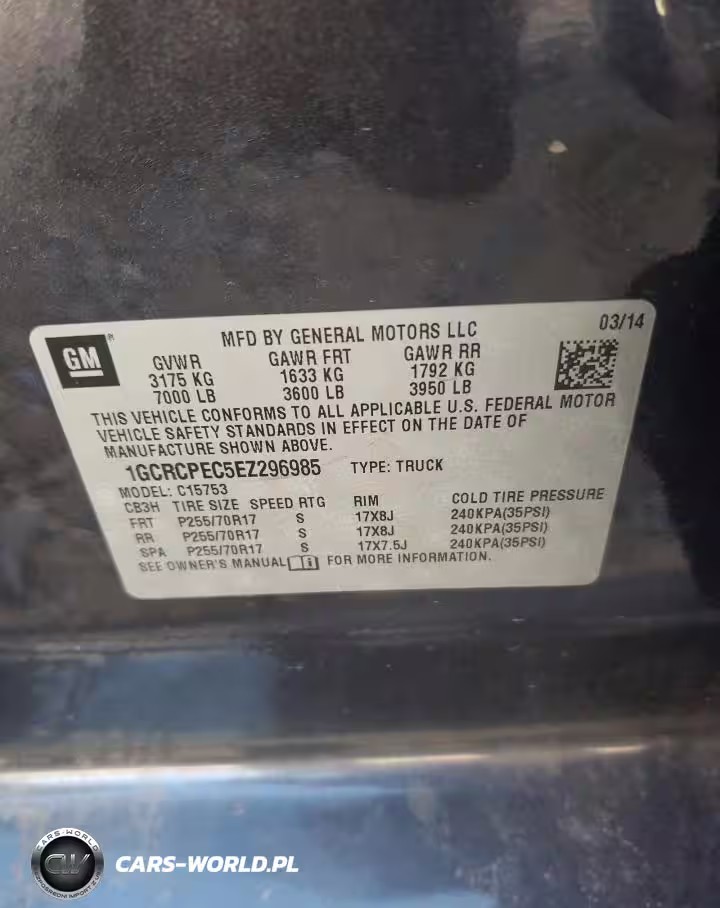 GM®
MFD BY GENERAL MOTORS LLC
03/14
GVWR GAWR FRT GAWR RR
3175 KG 1633 KG 1792 KG
7000 LB 3600 LB 3950 LB
THIS VEHICLE CONFORMS TO ALL APPLICABLE U.S. FEDERAL MOTOR
VEHICLE SAFETY STANDARDS IN EFFECT ON THE DATE OF
MANUFACTURE SHOWN ABOVE.
1GCRCPEC5EZ296985 TYPE: TRUCK
MODEL: C15753
CB3H TIRE SIZE SPEED RTG RIM COLD TIRE PRESSURE
FRT P255/70R17 S 17X8J 240KPA(35PSI)
RR P255/70R17 S 17X8J 240KPA(35PSI)
SPA P255/70R17 S 17X7.5J 240KPA(35PSI)
SEE OWNER'S MANUAL FOR MORE INFORMATION.
CARS-WORLD
CW
CARS-WORLD.PL